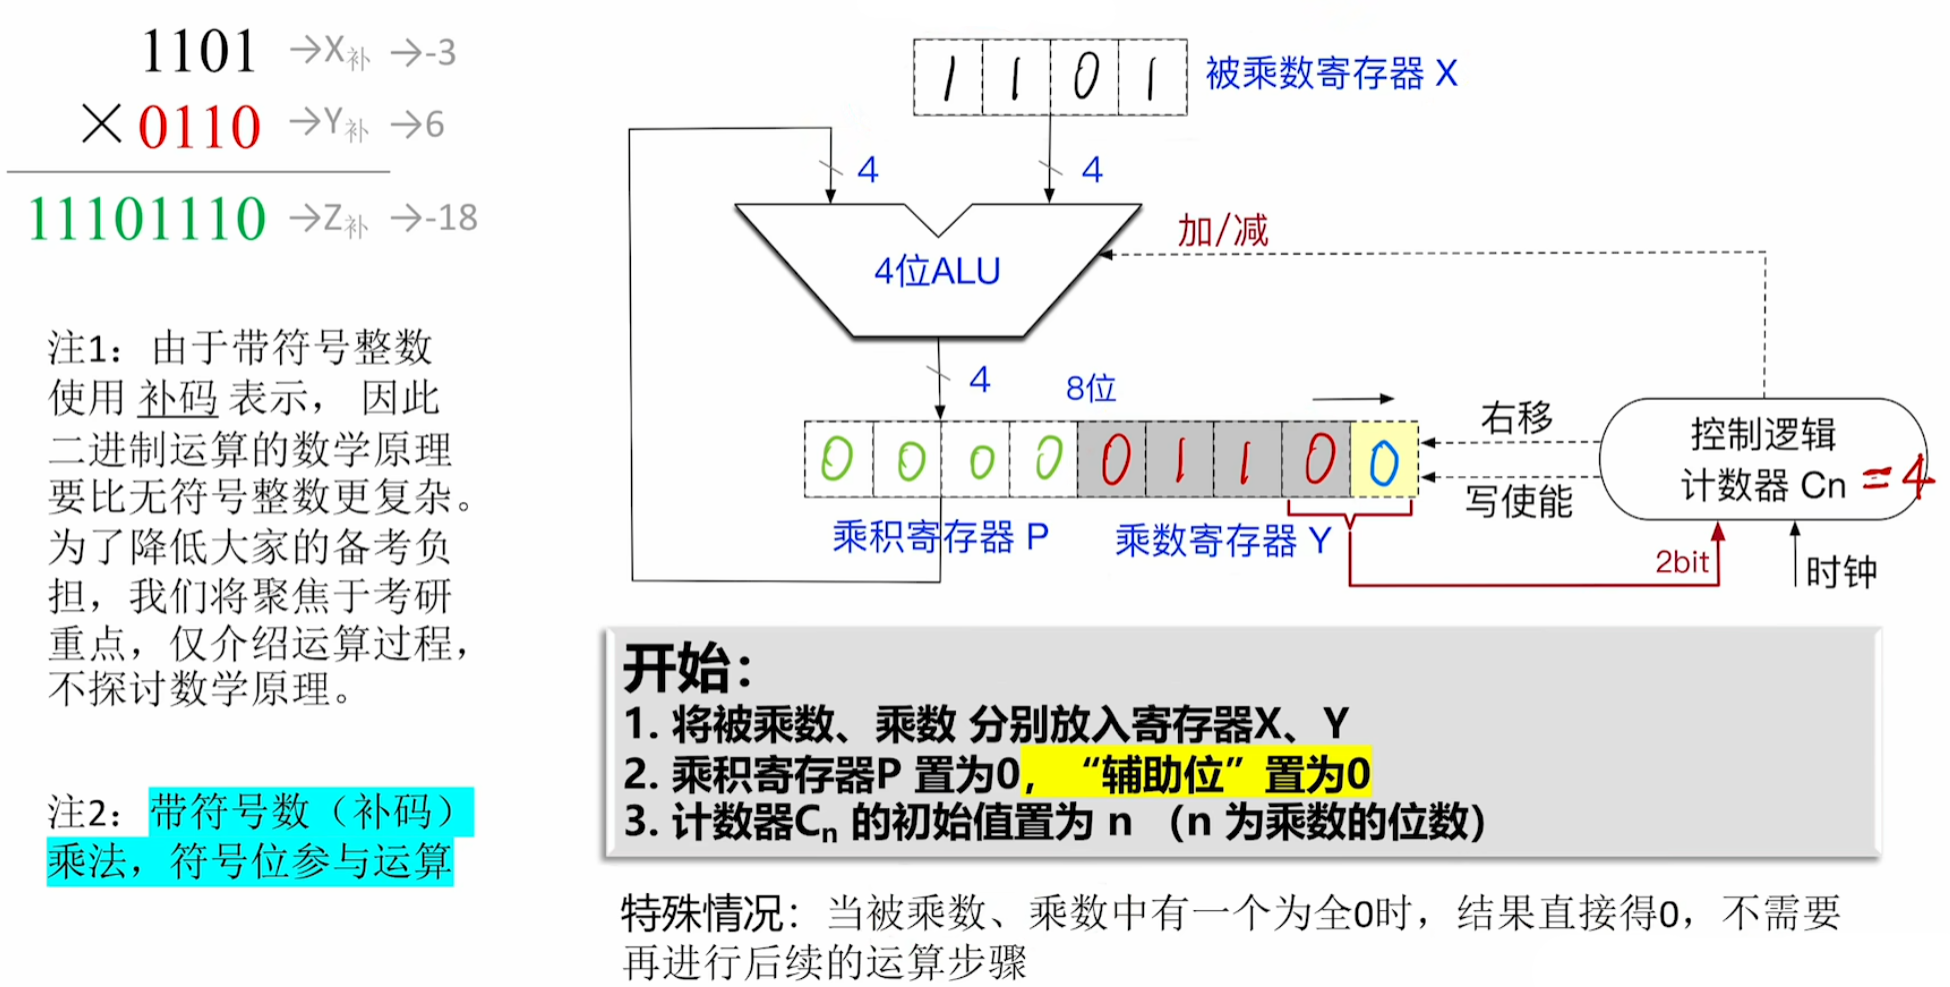 1101 →X补 →-3
×0110 →Y补 →6
11101110 →Z补 →-18
注1：由于带符号整数
使用 补码 表示， 因此
二进制运算的数学原理
要比无符号整数更复杂。
为了降低大家的备考负
担，我们将聚焦于考研
重点，仅介绍运算过程，
不探讨数学原理。
注2：带符号数（补码）
乘法，符号位参与运算
1 1 0 1
被乘数寄存器 X
4
4
加/减
4位ALU
4
8位
0 0 0 0 0 1 1 0 0
右移
写使能
控制逻辑
计数器 Cn =4
乘积寄存器 P
乘数寄存器 Y
2bit
时钟
开始：
1. 将被乘数、乘数 分别放入寄存器X、Y
2. 乘积寄存器P 置为0，“辅助位”置为0
3. 计数器Cn 的初始值置为 n （n 为乘数的位数）
特殊情况：当被乘数、乘数中有一个为全0时，结果直接得0，不需要
再进行后续的运算步骤